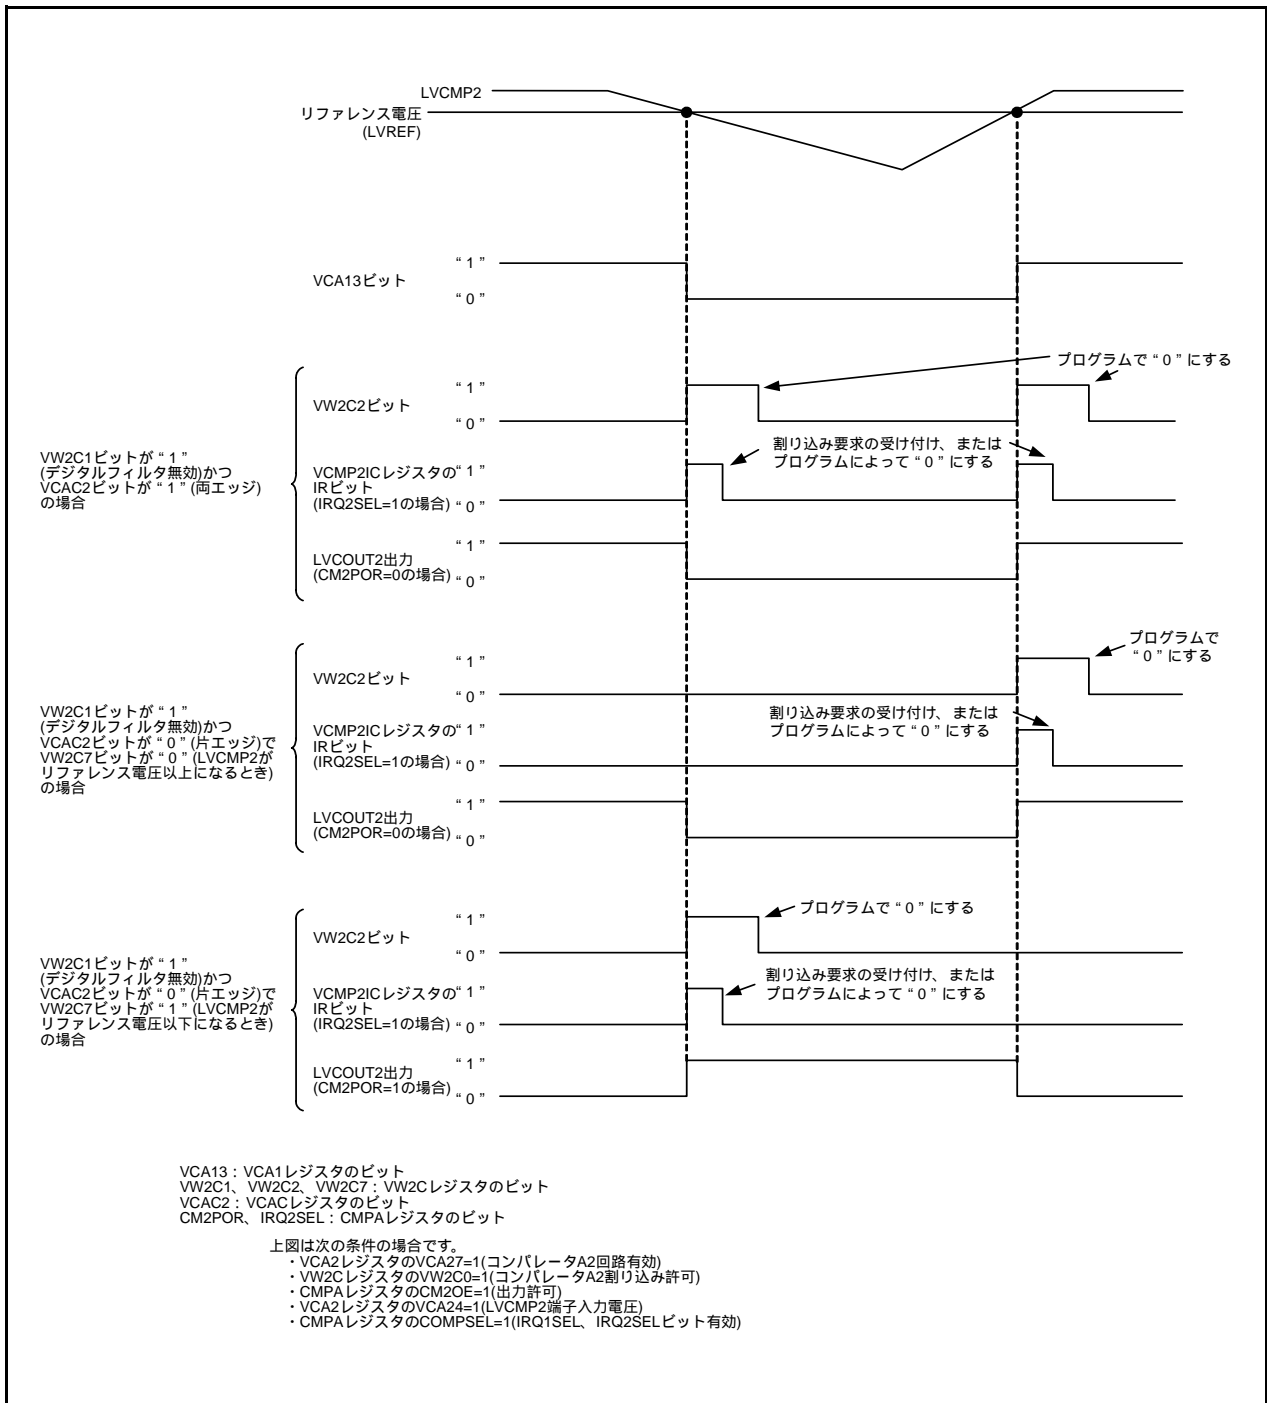 LVCMP2
リファレンス電圧
(LVREF)
VCA13ビット
“ 1 ”
“ 0 ”
VW2C1ビットが “ 1 ”
(デジタルフィルタ無効)かつ
VCAC2ビットが “ 1 ” (両エッジ)
の場合
VW2C2ビット
“ 1 ”
“ 0 ”
プログラムで “ 0 ” にする
VCMP2ICレジスタの
IRビット
(IRQ2SEL=1の場合)
“ 1 ”
“ 0 ”
割り込み要求の受け付け、または
プログラムによって “ 0 ” にする
LVCOUT2出力
(CM2POR=0の場合)
“ 1 ”
“ 0 ”
VW2C1ビットが “ 1 ”
(デジタルフィルタ無効)かつ
VCAC2ビットが “ 0 ” (片エッジ)で
VW2C7ビットが “ 0 ” (LVCMP2が
リファレンス電圧以上になるとき)
の場合
VW2C2ビット
“ 1 ”
“ 0 ”
プログラムで
“ 0 ” にする
VCMP2ICレジスタの
IRビット
(IRQ2SEL=1の場合)
“ 1 ”
“ 0 ”
割り込み要求の受け付け、または
プログラムによって “ 0 ” にする
LVCOUT2出力
(CM2POR=0の場合)
“ 1 ”
“ 0 ”
VW2C1ビットが “ 1 ”
(デジタルフィルタ無効)かつ
VCAC2ビットが “ 0 ” (片エッジ)で
VW2C7ビットが “ 1 ” (LVCMP2が
リファレンス電圧以下になるとき)
の場合
VW2C2ビット
“ 1 ”
“ 0 ”
プログラムで “ 0 ” にする
VCMP2ICレジスタの
IRビット
(IRQ2SEL=1の場合)
“ 1 ”
“ 0 ”
割り込み要求の受け付け、または
プログラムによって “ 0 ” にする
LVCOUT2出力
(CM2POR=1の場合)
“ 1 ”
“ 0 ”
VCA13：VCA1レジスタのビット
VW2C1、VW2C2、VW2C7：VW2Cレジスタのビット
VCAC2：VCACレジスタのビット
CM2POR、IRQ2SEL：CMPAレジスタのビット
上図は次の条件の場合です。
・VCA2レジスタのVCA27=1(コンパレータA2回路有効)
・VW2CレジスタのVW2C0=1(コンパレータA2割り込み許可)
・CMPAレジスタのCM2OE=1(出力許可)
・VCA2レジスタのVCA24=1(LVCMP2端子入力電圧)
・CMPAレジスタのCOMPSEL=1(IRQ1SEL、IRQ2SELビット有効)